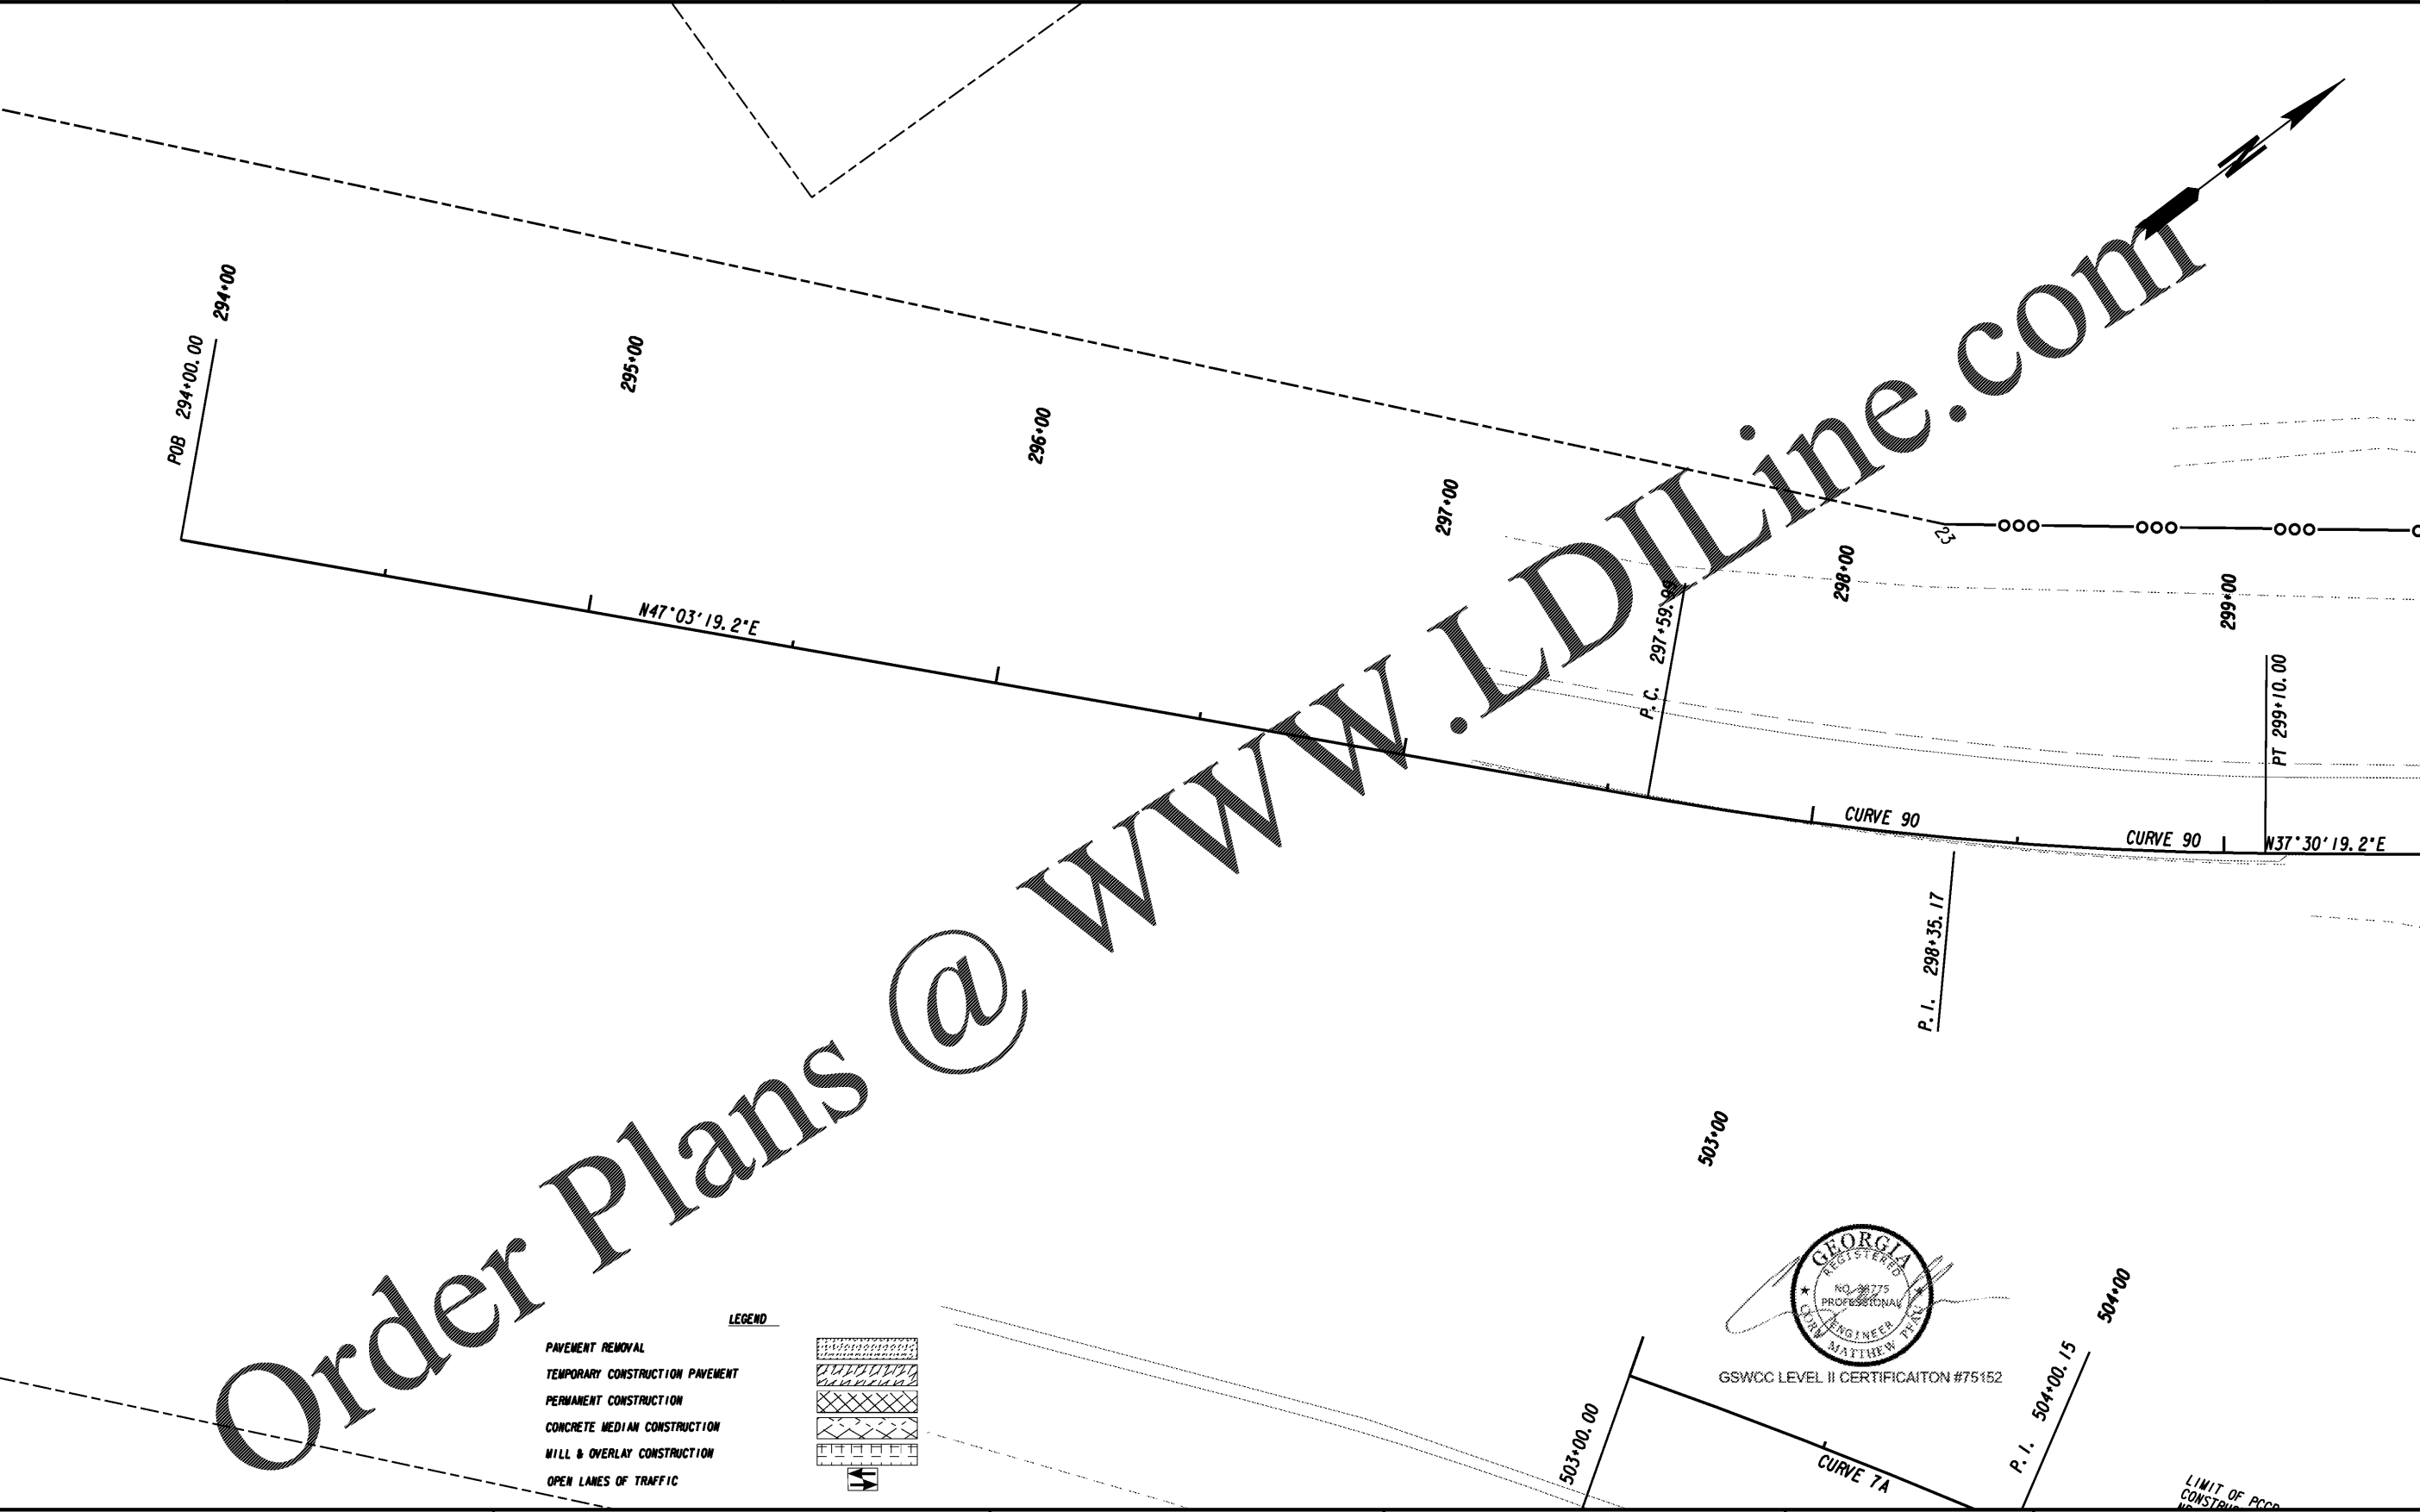 N
294+00
POB 294+00.00
295+00
296+00
297+00
298+00
299+00
23
N47°03'19.2"E
P.C. 297+59.99
PT 299+10.00
CURVE 90
CURVE 90
N37°30'19.2"E
P.I. 298+35.17
Order Plans @ WWW.LDILine.com
503+00
504+00
GEORGIA
REGISTERED
PROFESSIONAL
ENGINEER
MATTHEW
GSWCC LEVEL II CERTIFICAITON #75152
503+00.00
P.I. 504+00.15
CURVE 7A
LIMIT OF
LEGEND
PAVEMENT REMOVAL
TEMPORARY CONSTRUCTION PAVEMENT
PERMANENT CONSTRUCTION
CONCRETE MEDIAN CONSTRUCTION
MILL & OVERLAY CONSTRUCTION
OPEN LANES OF TRAFFIC